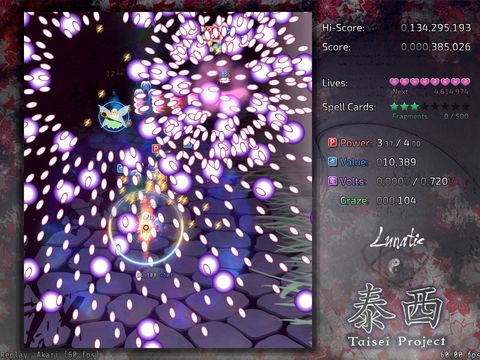 Hi-Score: 0,134,295,193
Score: 0,000,385,026
Lives:
Next 4,614,974
Spell Cards:
Fragments 0 / 500
P Power: 3.37 / 4.00
Value: 010,389
Volts: 0,720
Graze: 000,104
Lunatic
泰西
Taisei Project
Replay: Akari (60 fps)
60.00 fps